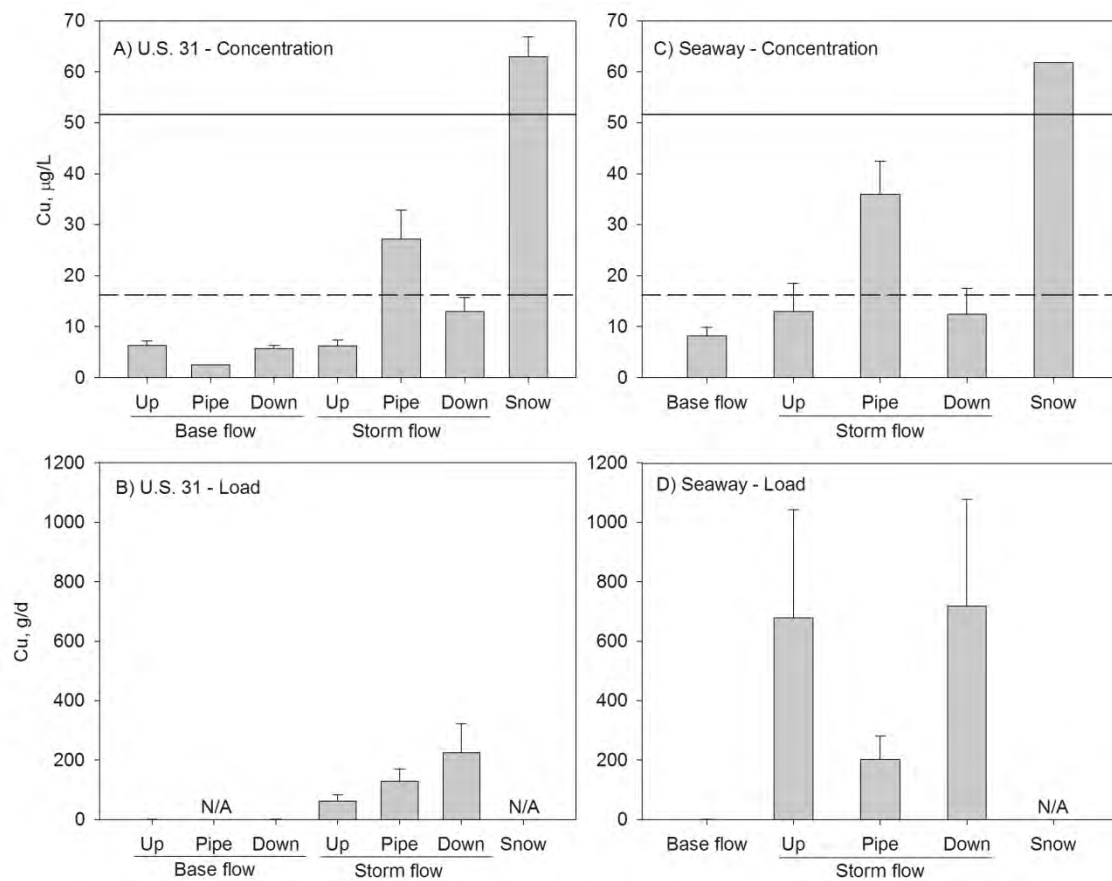 A) U.S. 31 - Concentration
Cu, µg/L
70
60
50
40
30
20
10
0
Up Pipe Down Up Pipe Down Snow
Base flow Storm flow
C) Seaway - Concentration
70
60
50
40
30
20
10
0
Base flow Up Pipe Down Snow
Storm flow
B) U.S. 31 - Load
Cu, g/d
1200
1000
800
600
400
200
0
N/A N/A
Up Pipe Down Up Pipe Down Snow
Base flow Storm flow
D) Seaway - Load
1200
1000
800
600
400
200
0
N/A
Base flow Up Pipe Down Snow
Storm flow